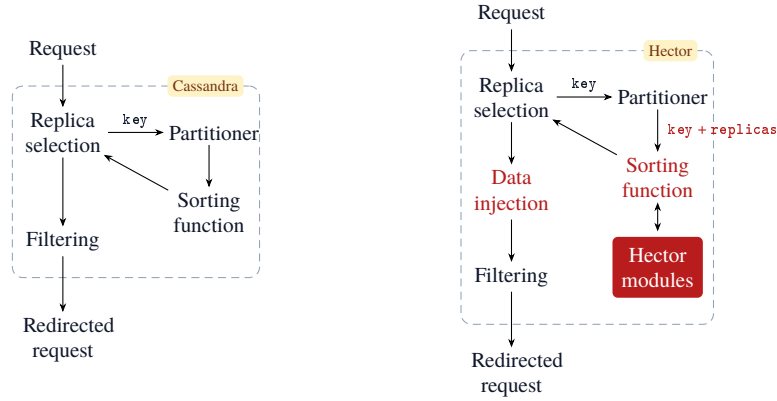 Request
Cassandra
Replica
selection
key
Partitioner
Sorting
function
Filtering
Redirected
request
Request
Hector
Replica
selection
key
Partitioner
key + replicas
Data
injection
Sorting
function
Hector
modules
Filtering
Redirected
request